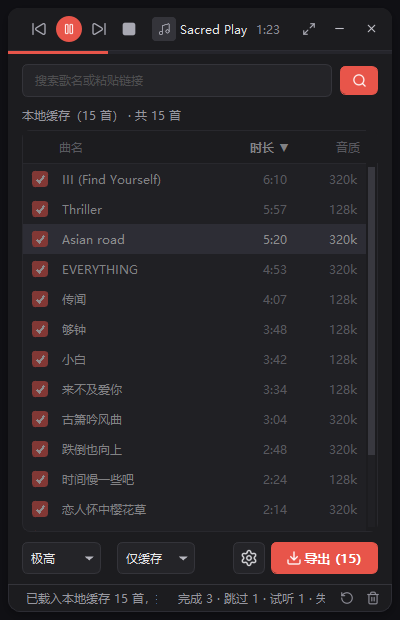 Sacred Play 1:23
搜索歌名或粘贴链接
本地缓存（15 首）· 共 15 首
曲名 时长 ▼ 音质
III (Find Yourself) 6:10 320k
Thriller 5:57 128k
Asian road 5:20 320k
EVERYTHING 4:53 320k
传闻 4:07 128k
够钟 3:48 128k
小白 3:42 128k
来不及爱你 3:34 128k
古箫吟风曲 3:04 320k
跌倒也向上 2:48 320k
时间慢一些吧 2:24 128k
恋人怀中樱花草 2:14 320k
极高 仅缓存 导出 (15)
已载入本地缓存 15 首， 完成 3 · 跳过 1 · 试听 1 ·